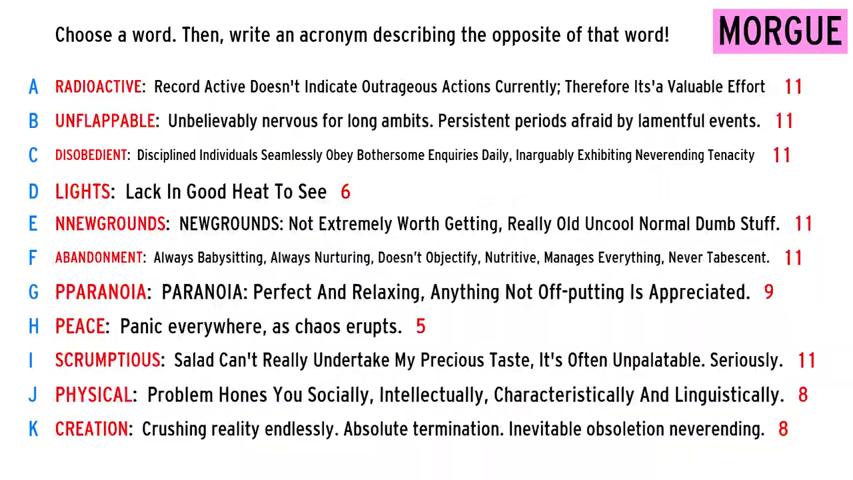 Choose a word. Then, write an acronym describing the opposite of that word! MORGUE
A RADIOACTIVE: Record Active Doesn't Indicate Outrageous Actions Currently; Therefore Its'a Valuable Effort 11
B UNFLAPPABLE: Unbelievably nervous for long ambits. Persistent periods afraid by lamentful events. 11
C DISOBEDIENT: Disciplined Individuals Seamlessly Obey Bothersome Enquiries Daily, Inarguably Exhibiting Neverending Tenacity 11
D LIGHTS: Lack In Good Heat To See 6
E NNEWGROUNDS: NEWGROUNDS: Not Extremely Worth Getting, Really Old Uncool Normal Dumb Stuff. 11
F ABANDONMENT: Always Babysitting, Always Nurturing, Doesn't Objectify, Nutritive, Manages Everything, Never Tabescent. 11
G PPARANOIA: PARANOIA: Perfect And Relaxing, Anything Not Off-putting Is Appreciated. 9
H PEACE: Panic everywhere, as chaos erupts. 5
I SCRUMPTIOUS: Salad Can't Really Undertake My Precious Taste, It's Often Unpalatable. Seriously. 11
J PHYSICAL: Problem Hones You Socially, Intellectually, Characteristically And Linguistically. 8
K CREATION: Crushing reality endlessly. Absolute termination. Inevitable obsoletion neverending. 8